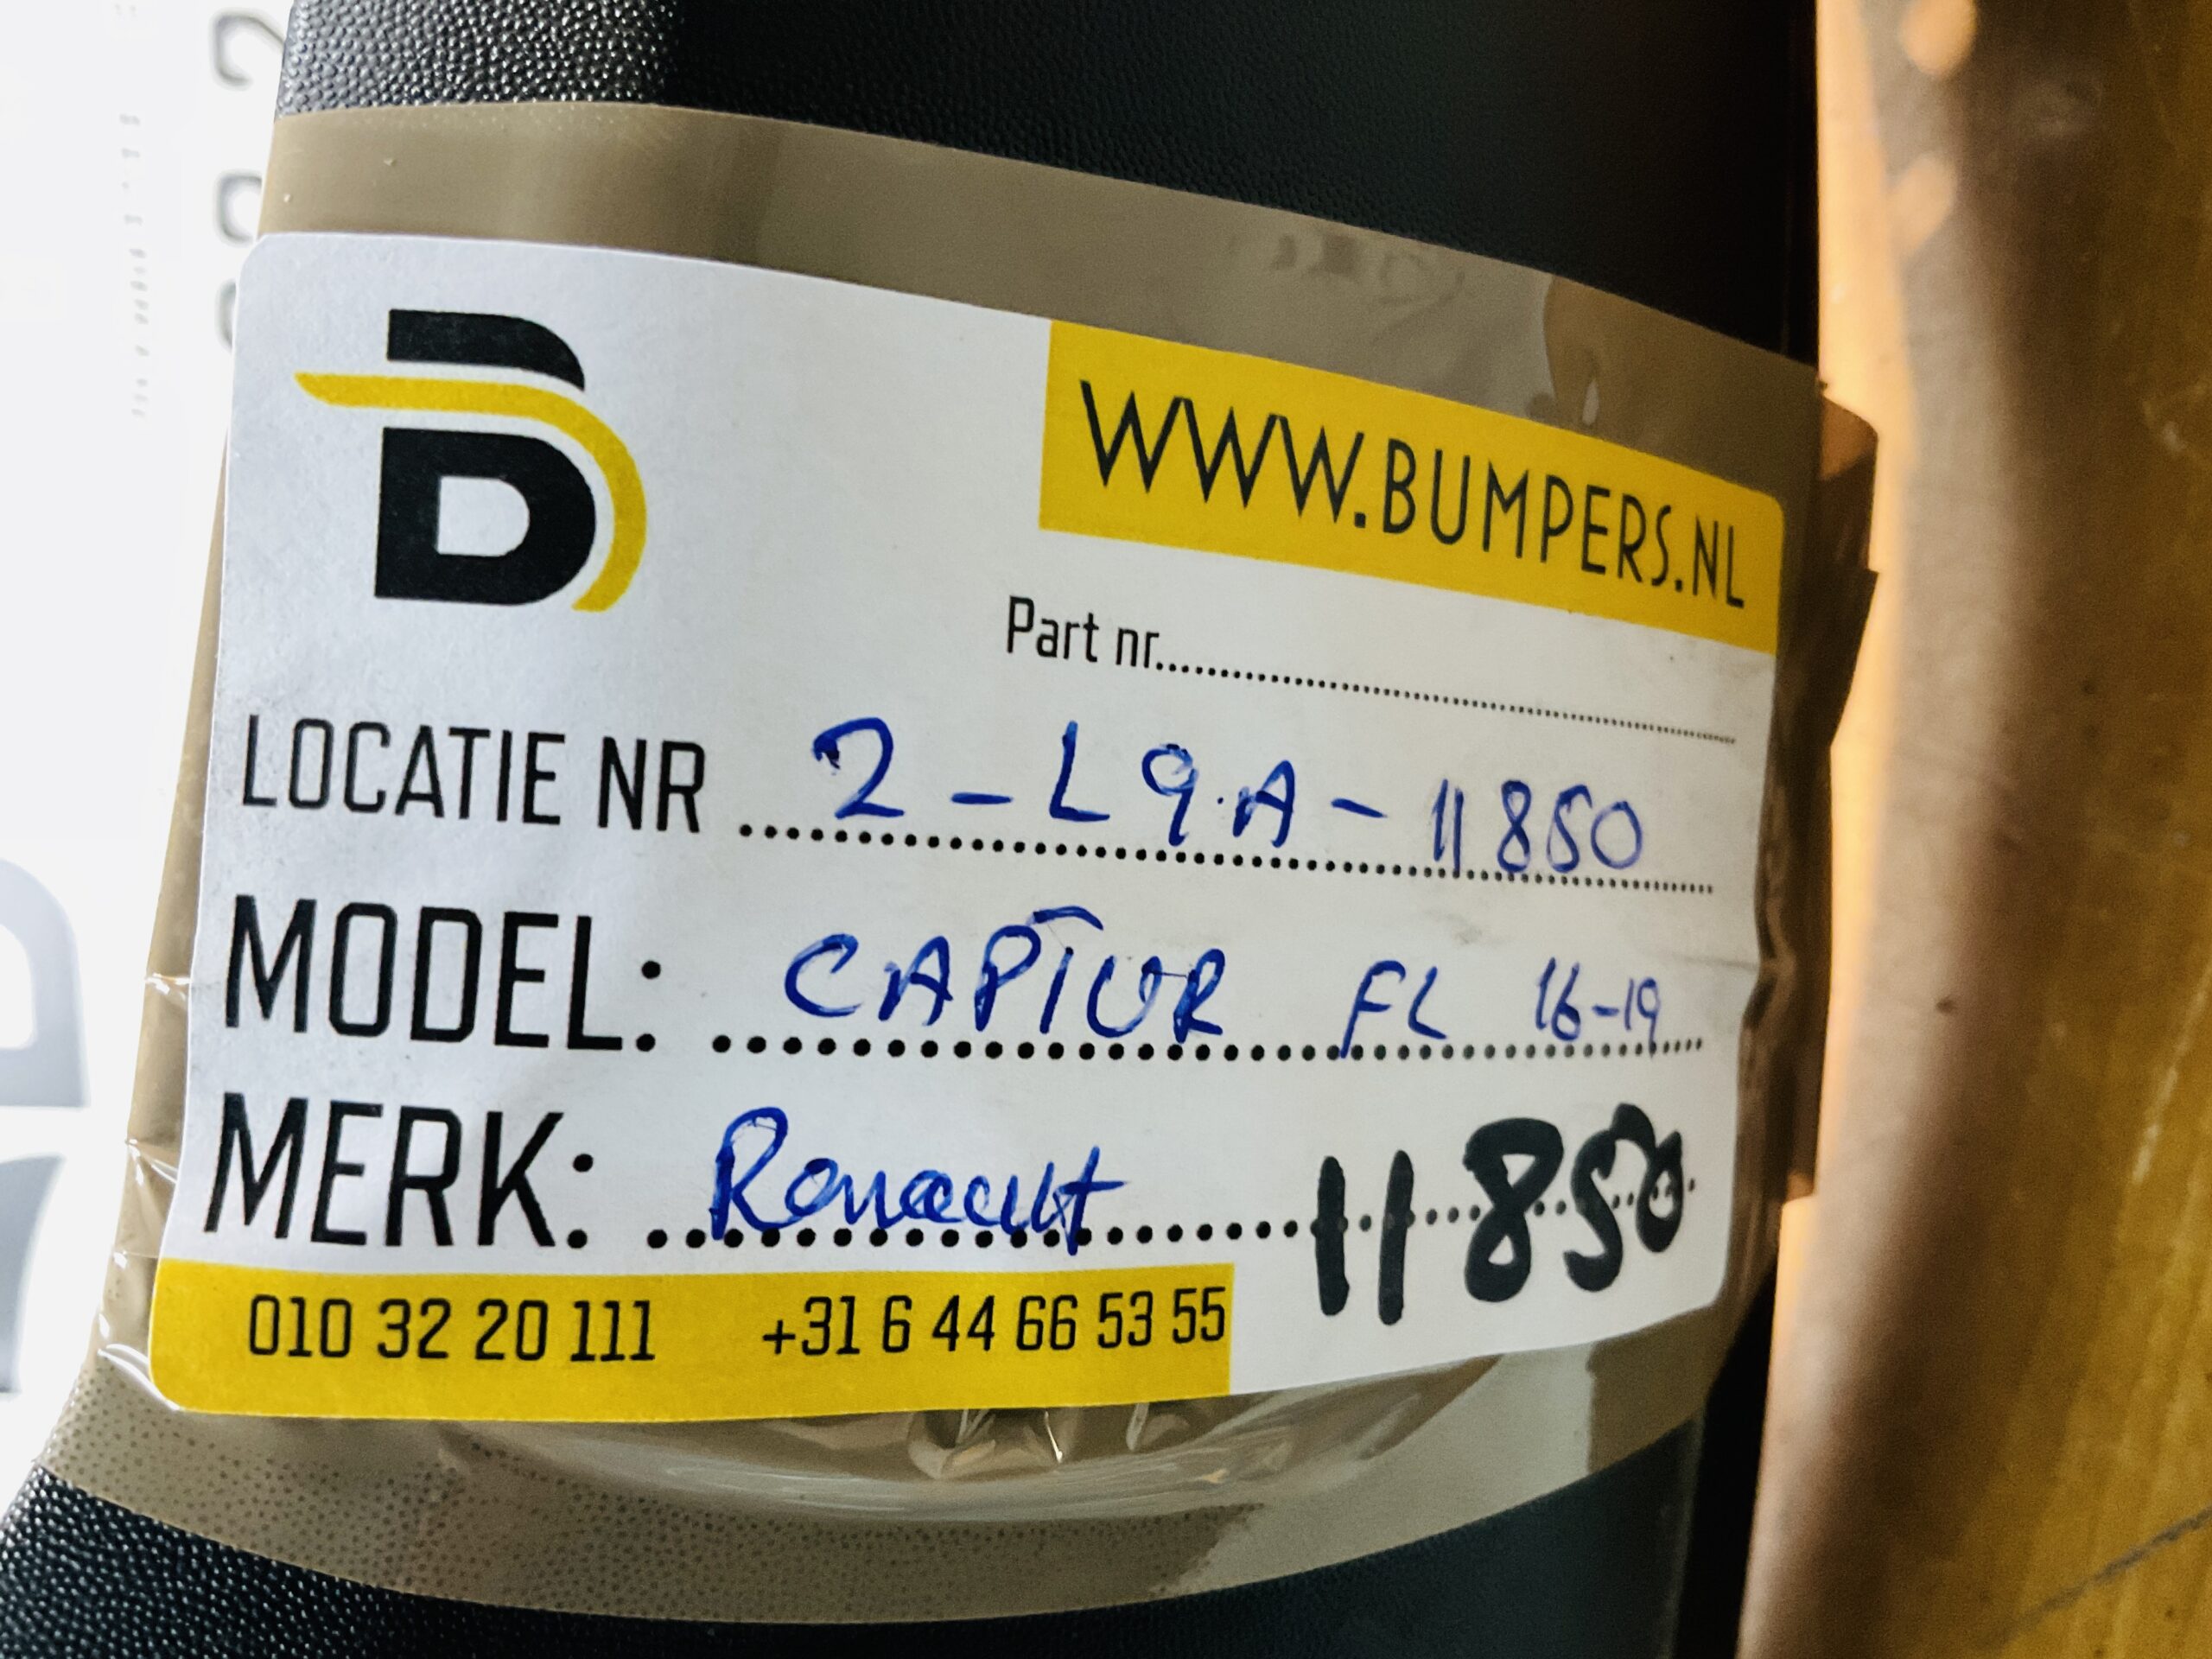 WWW.BUMPERS.NL
Part nr..........
LOCATIE NR 2-L9A-11850
MODEL: CAPTUR FL 16-19
MERK: Renault 11850
010 32 20 111 +31 6 44 66 53 55